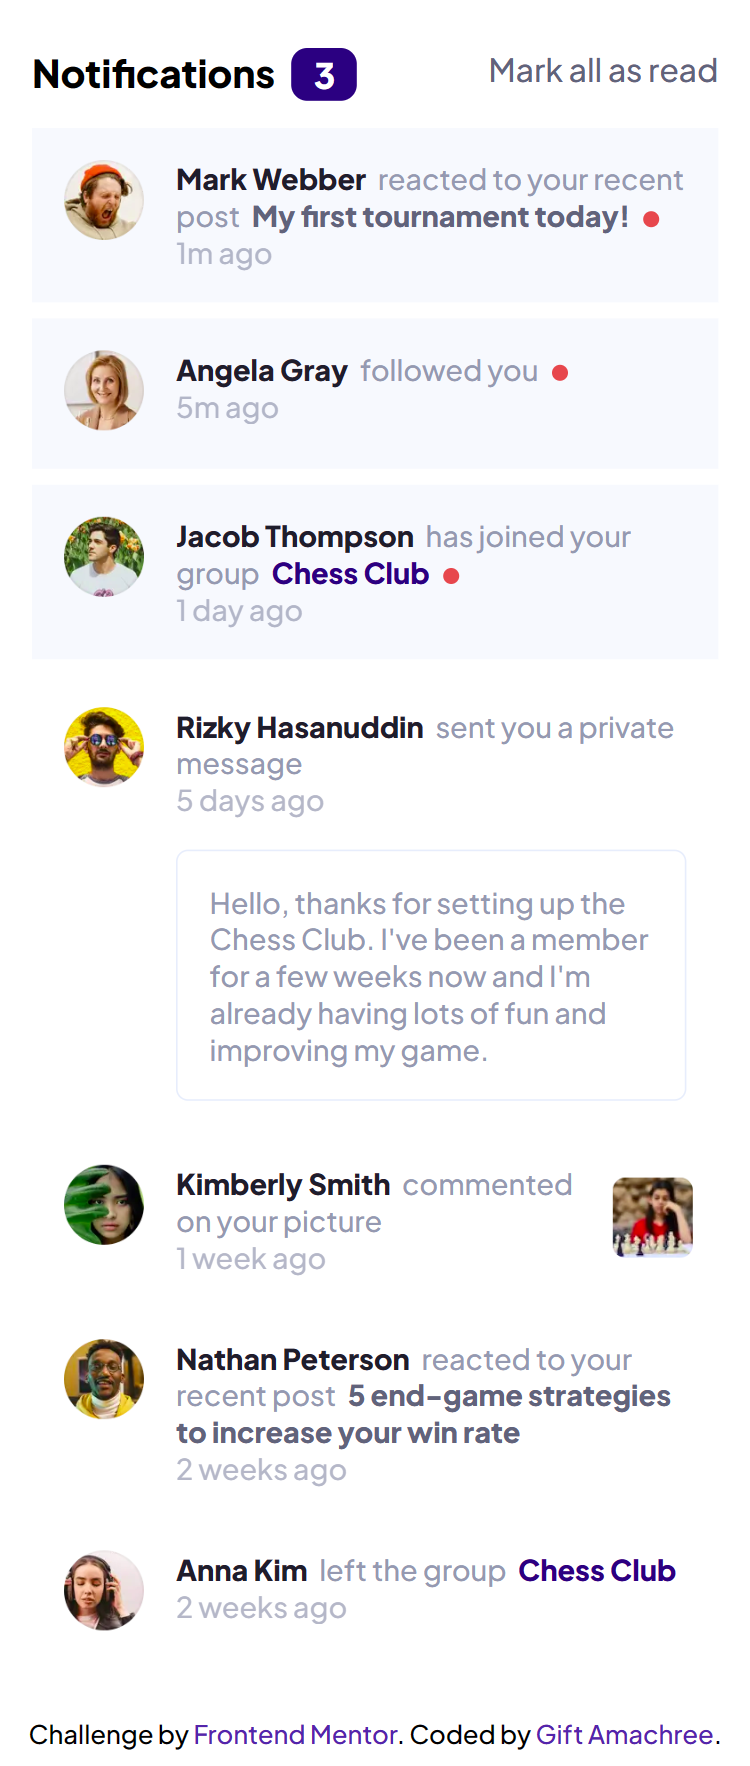 Notifications 3 Mark all as read
Mark Webber reacted to your recent
post My first tournament today!
1m ago
Angela Gray followed you
5m ago
Jacob Thompson has joined your
group Chess Club
1 day ago
Rizky Hasanuddin sent you a private
message
5 days ago
Hello, thanks for setting up the
Chess Club. I've been a member
for a few weeks now and I'm
already having lots of fun and
improving my game.
Kimberly Smith commented
on your picture
1 week ago
Nathan Peterson reacted to your
recent post 5 end-game strategies
to increase your win rate
2 weeks ago
Anna Kim left the group Chess Club
2 weeks ago
Challenge by Frontend Mentor. Coded by Gift Amachree.